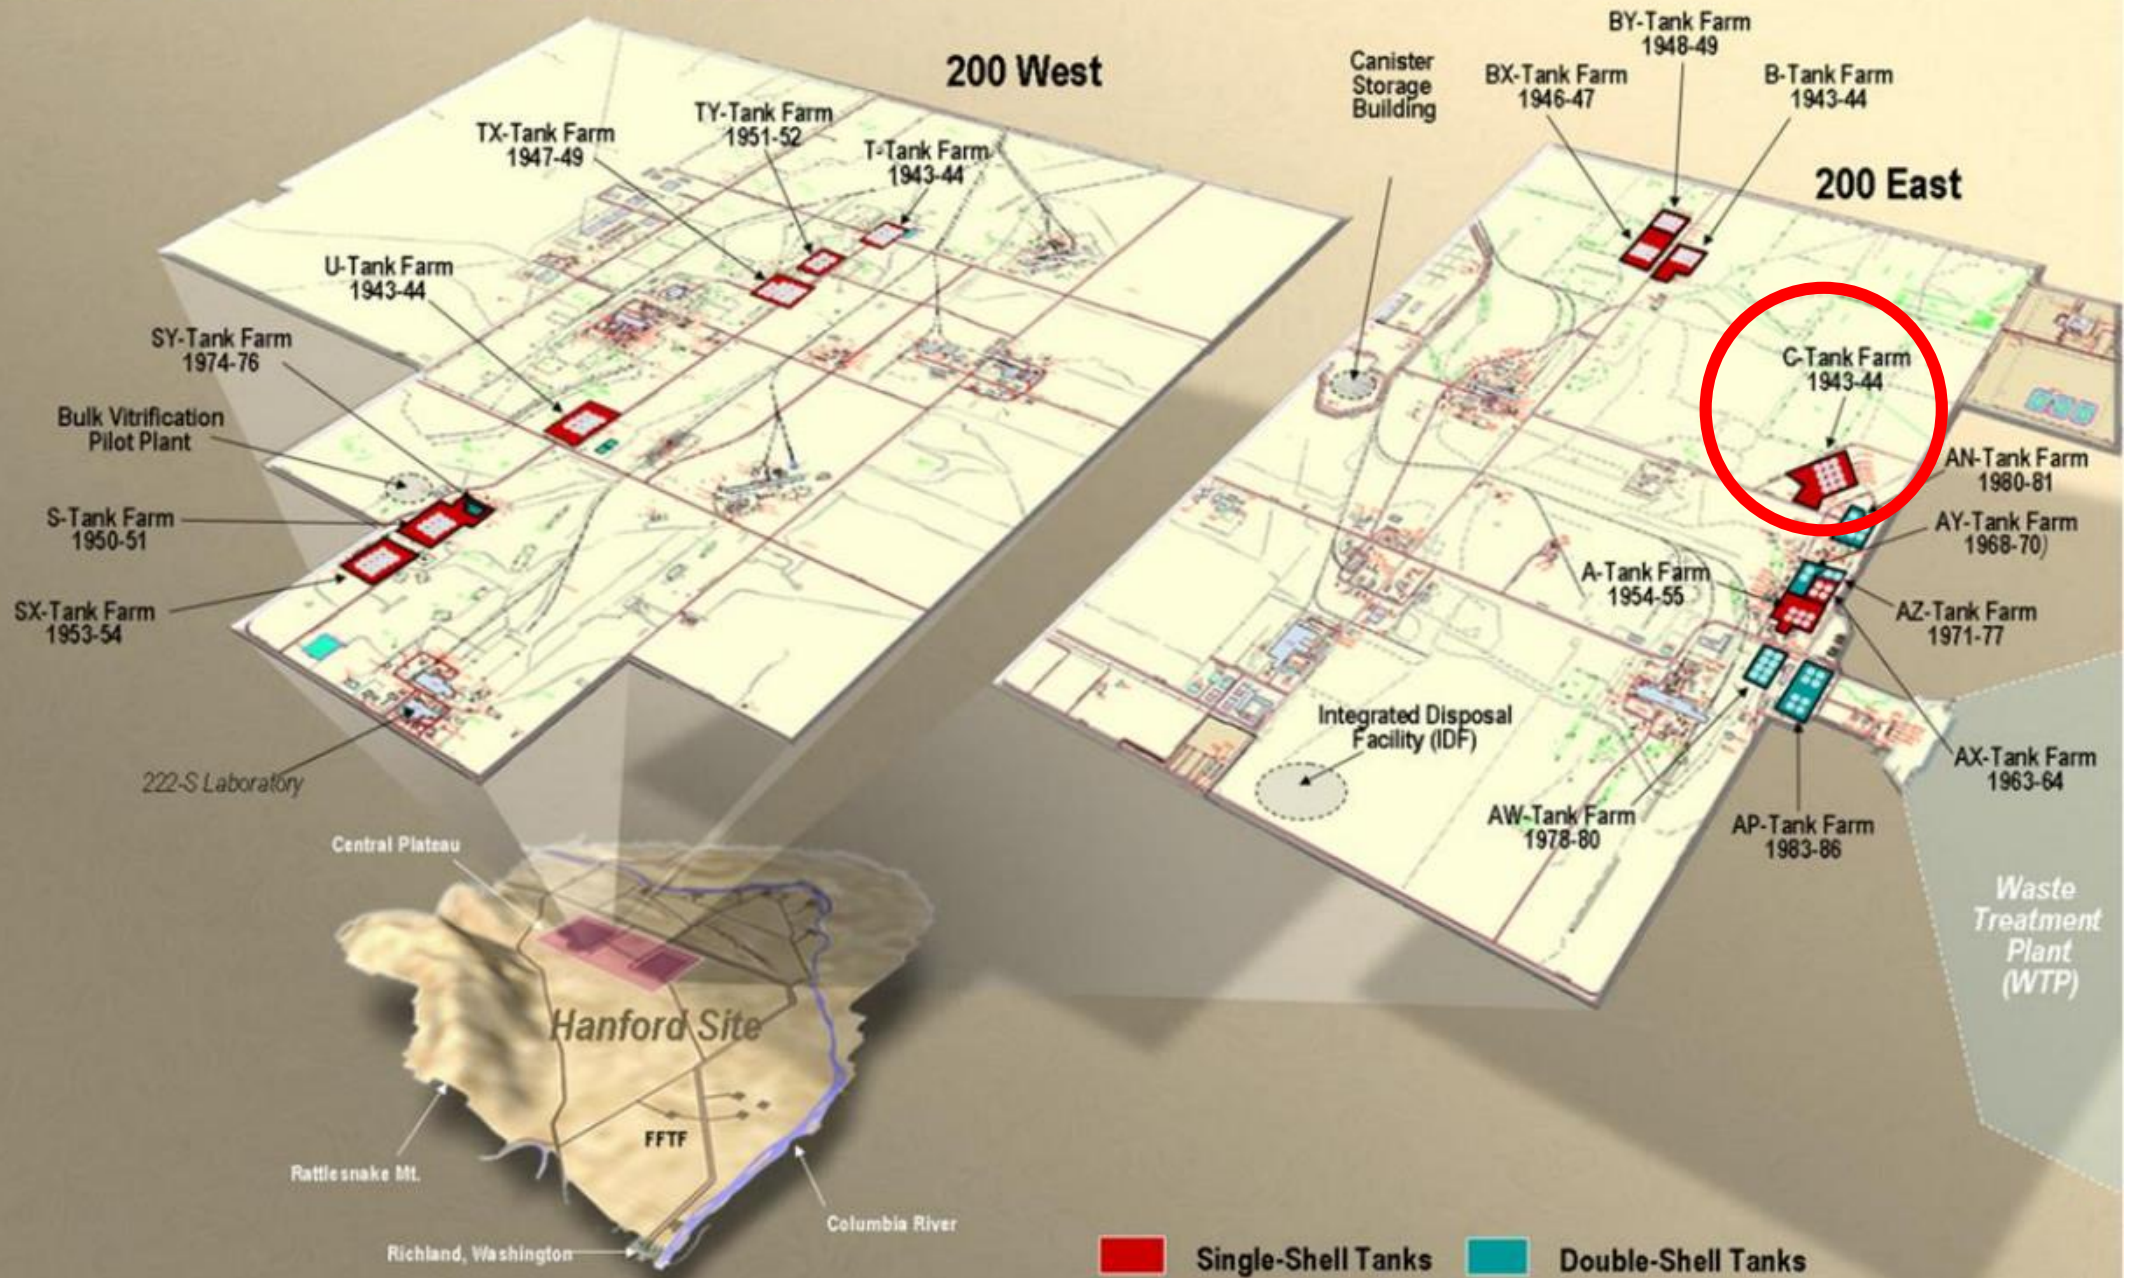 200 West
TX-Tank Farm
1947-49
TY-Tank Farm
1951-52
T-Tank Farm
1943-44
U-Tank Farm
1943-44
SY-Tank Farm
1974-76
Bulk Vitrification
Pilot Plant
S-Tank Farm
1950-51
SX-Tank Farm
1953-54
222-S Laboratory
Canister
Storage
Building
BX-Tank Farm
1946-47
BY-Tank Farm
1948-49
B-Tank Farm
1943-44
200 East
C-Tank Farm
1943-44
AN-Tank Farm
1980-81
AY-Tank Farm
1968-70)
A-Tank Farm
1954-55
AZ-Tank Farm
1971-77
Integrated Disposal
Facility (IDF)
AX-Tank Farm
1963-64
AW-Tank Farm
1978-80
AP-Tank Farm
1983-86
Waste
Treatment
Plant
(WTP)
Central Plateau
Hanford Site
FFTF
Rattlesnake Mt.
Columbia River
Richland, Washington
Single-Shell Tanks
Double-Shell Tanks